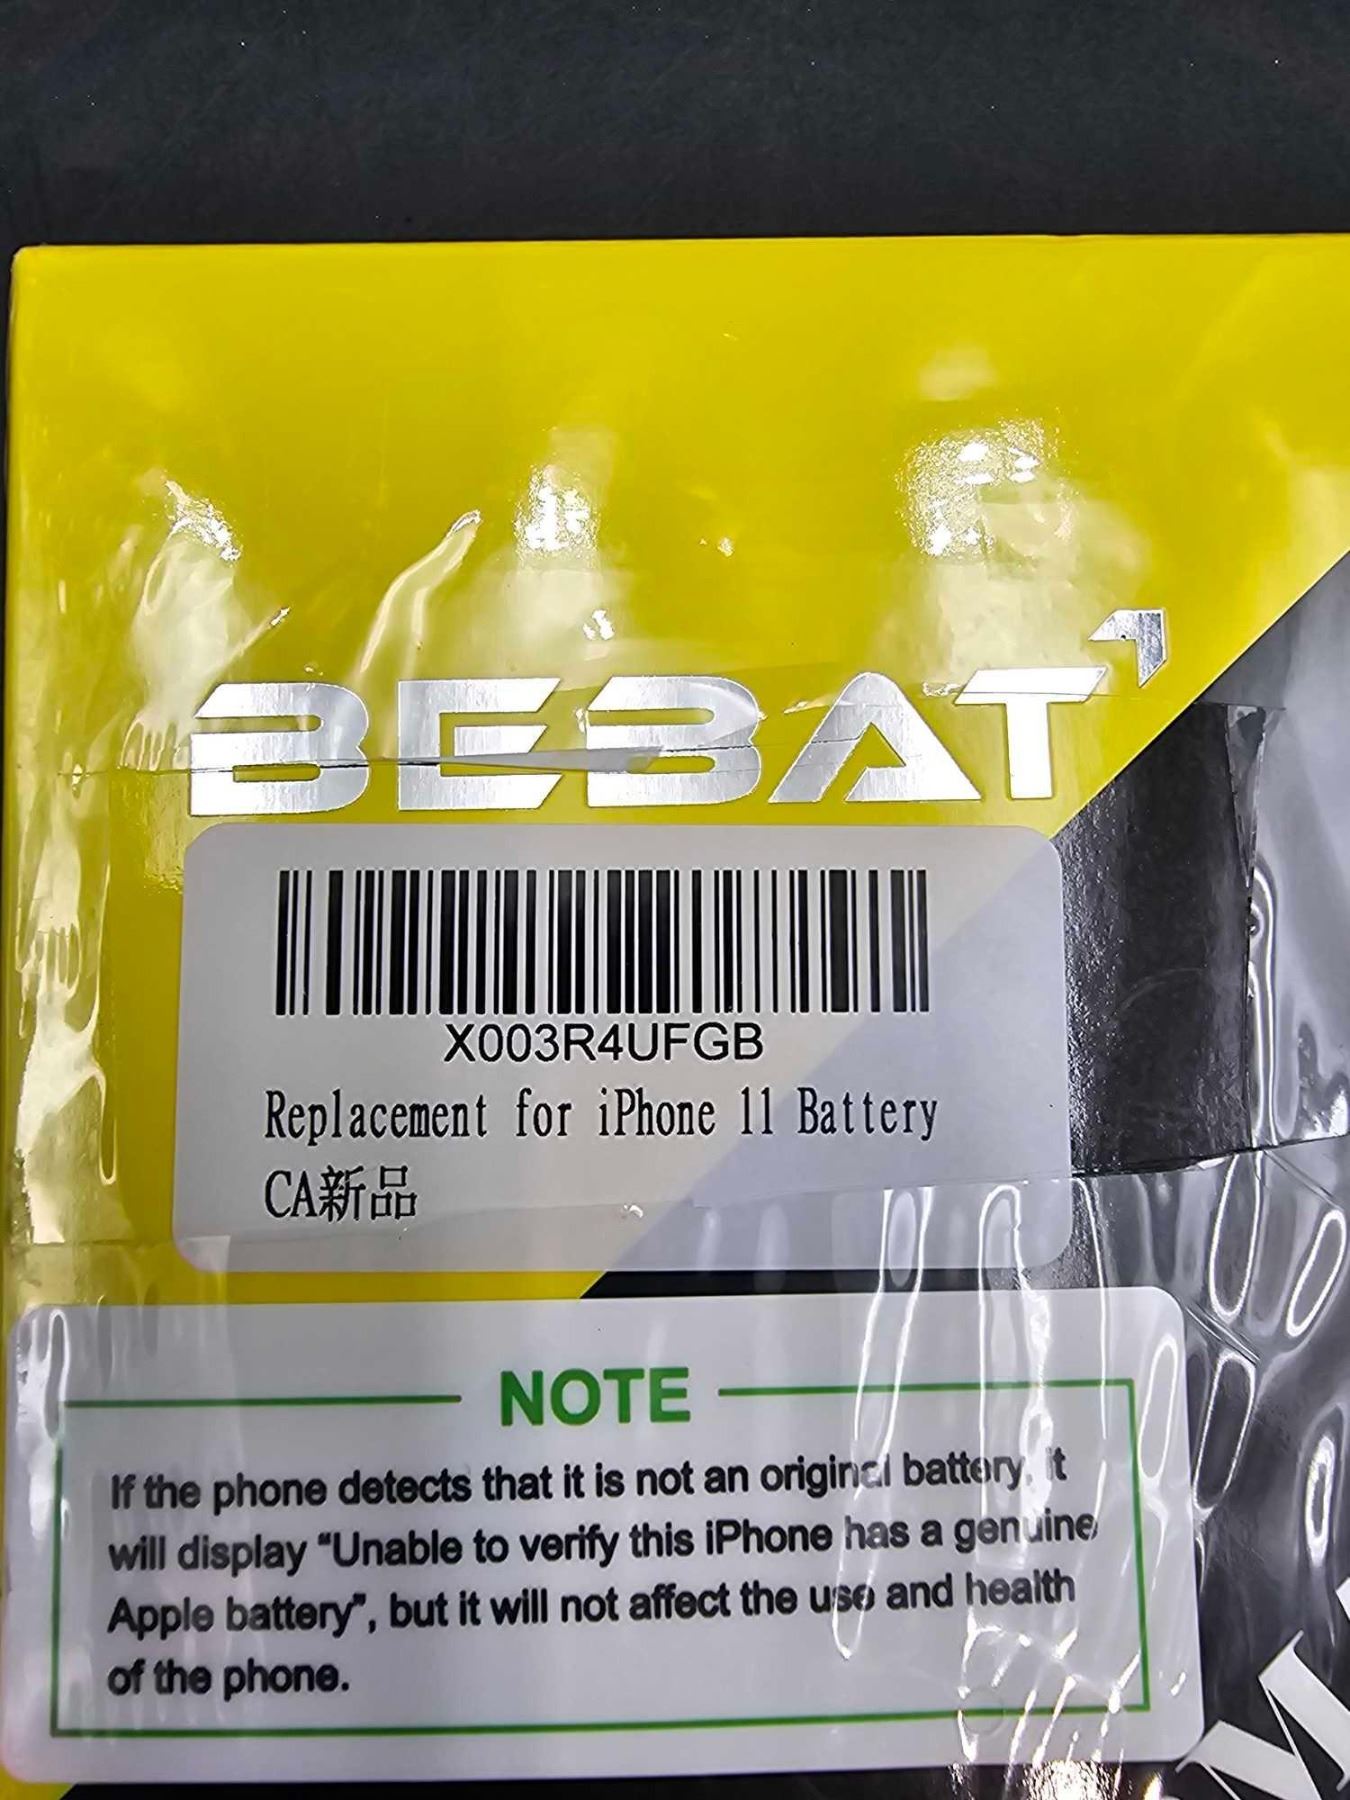 BEBAT
X003R4UFGB
Replacement for iPhone 11 Battery
CA新品
NOTE
If the phone detects that it is not an original battery, it
will display “Unable to verify this iPhone has a genuine
Apple battery”, but it will not affect the use and health
of the phone.